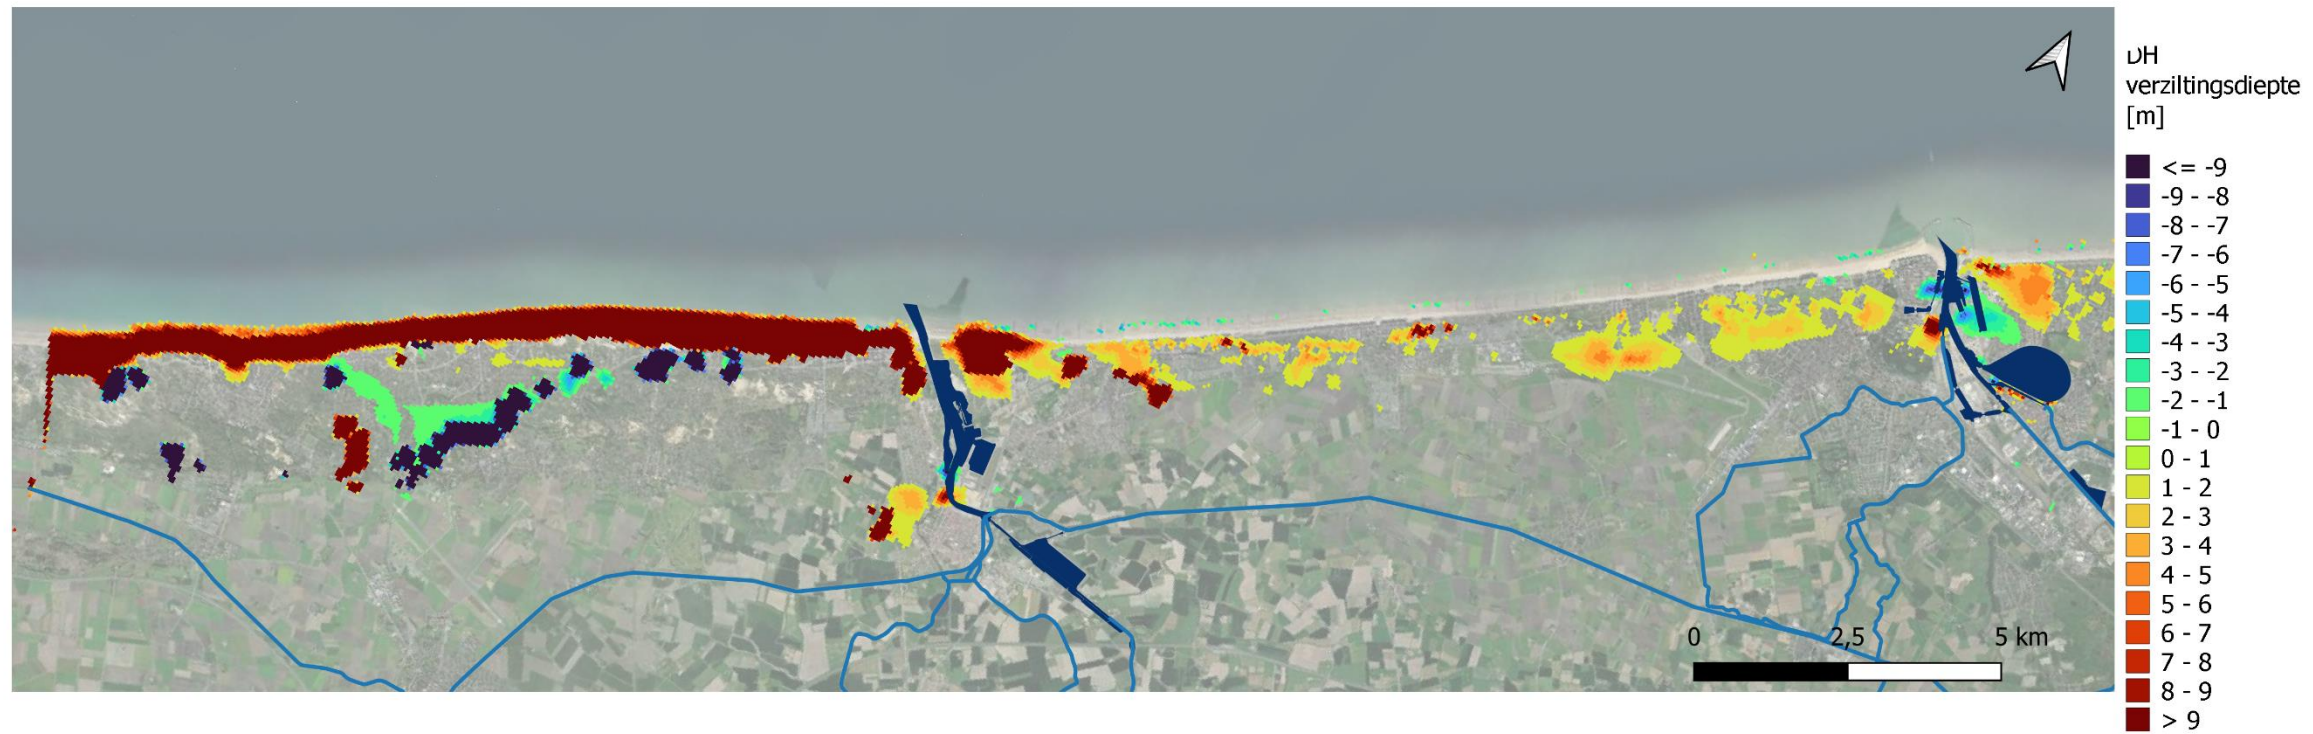 DH
verziltingsdiepte
[m]
<= -9
-9 - -8
-8 - -7
-7 - -6
-6 - -5
-5 - -4
-4 - -3
-3 - -2
-2 - -1
-1 - 0
0 - 1
1 - 2
2 - 3
3 - 4
4 - 5
5 - 6
6 - 7
7 - 8
8 - 9
> 9
0 2,5 5 km